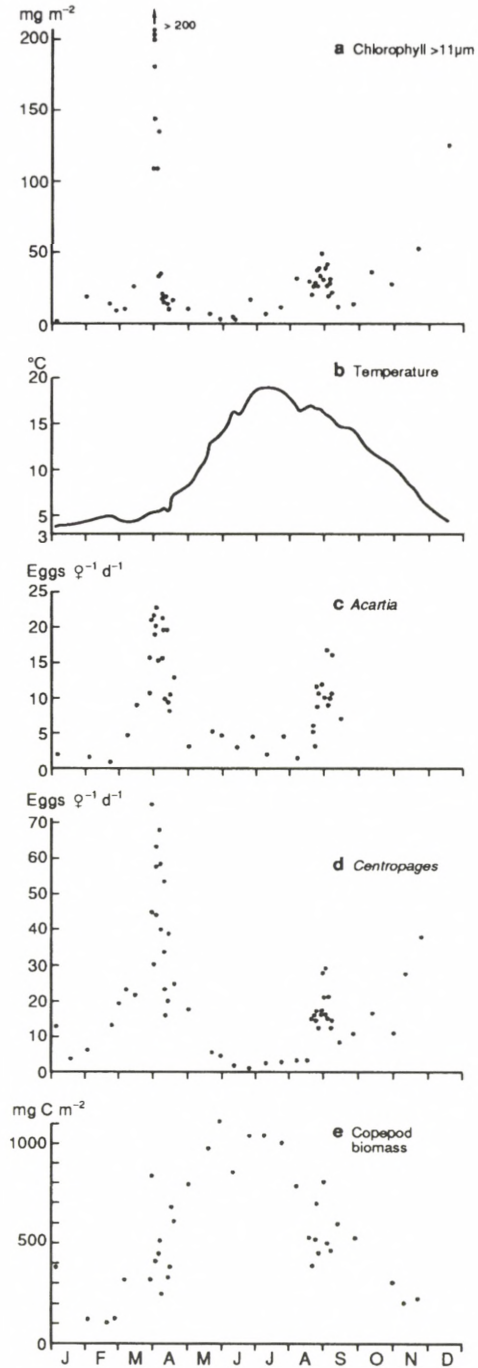 mg m⁻²
> 200
200
a Chlorophyll >11µm
150
100
50
0
°C
b Temperature
20
15
10
5
3
Eggs ♀⁻¹ d⁻¹
25
c Acartia
20
15
10
5
0
Eggs ♀⁻¹ d⁻¹
70
60
d Centropages
50
40
30
20
10
0
mg C m⁻²
e Copepod
biomass
1000
500
0
J F M A M J J A S O N D